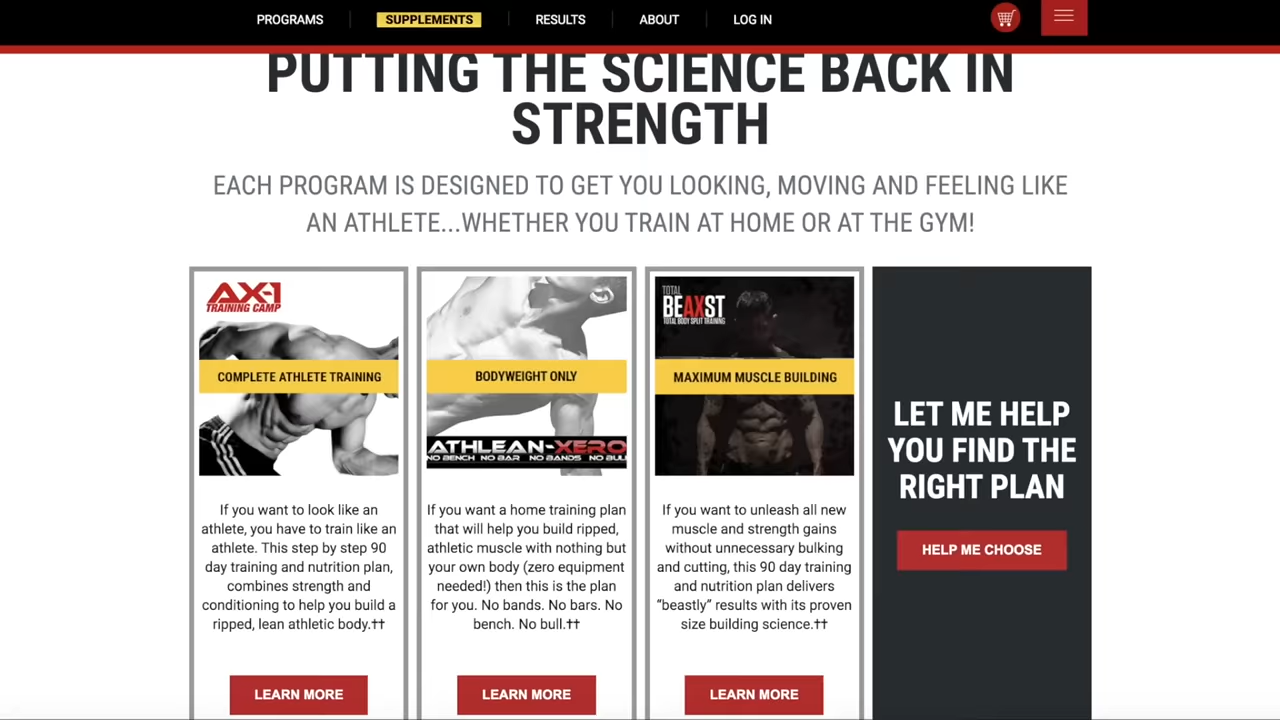 PROGRAMS
SUPPLEMENTS
RESULTS
ABOUT
LOG IN
PUTTING THE SCIENCE BACK IN
STRENGTH
EACH PROGRAM IS DESIGNED TO GET YOU LOOKING, MOVING AND FEELING LIKE
AN ATHLETE...WHETHER YOU TRAIN AT HOME OR AT THE GYM!
AX-1
TRAINING CAMP
COMPLETE ATHLETE TRAINING
If you want to look like an
athlete, you have to train like an
athlete. This step by step 90
day training and nutrition plan,
combines strength and
conditioning to help you build a
ripped, lean athletic body.††
LEARN MORE
BODYWEIGHT ONLY
ATHLEAN-XERO
NO BENCH NO BAR NO BANDS NO BUL
If you want a home training plan
that will help you build ripped,
athletic muscle with nothing but
your own body (zero equipment
needed!) then this is the plan
for you. No bands. No bars. No
bench. No bull.††
LEARN MORE
TOTAL
BEAXST
TOTAL BODY SPLIT TRAINING
MAXIMUM MUSCLE BUILDING
If you want to unleash all new
muscle and strength gains
without unnecessary bulking
and cutting, this 90 day training
and nutrition plan delivers
“beastly” results with its proven
size building science.††
LEARN MORE
LET ME HELP
YOU FIND THE
RIGHT PLAN
HELP ME CHOOSE